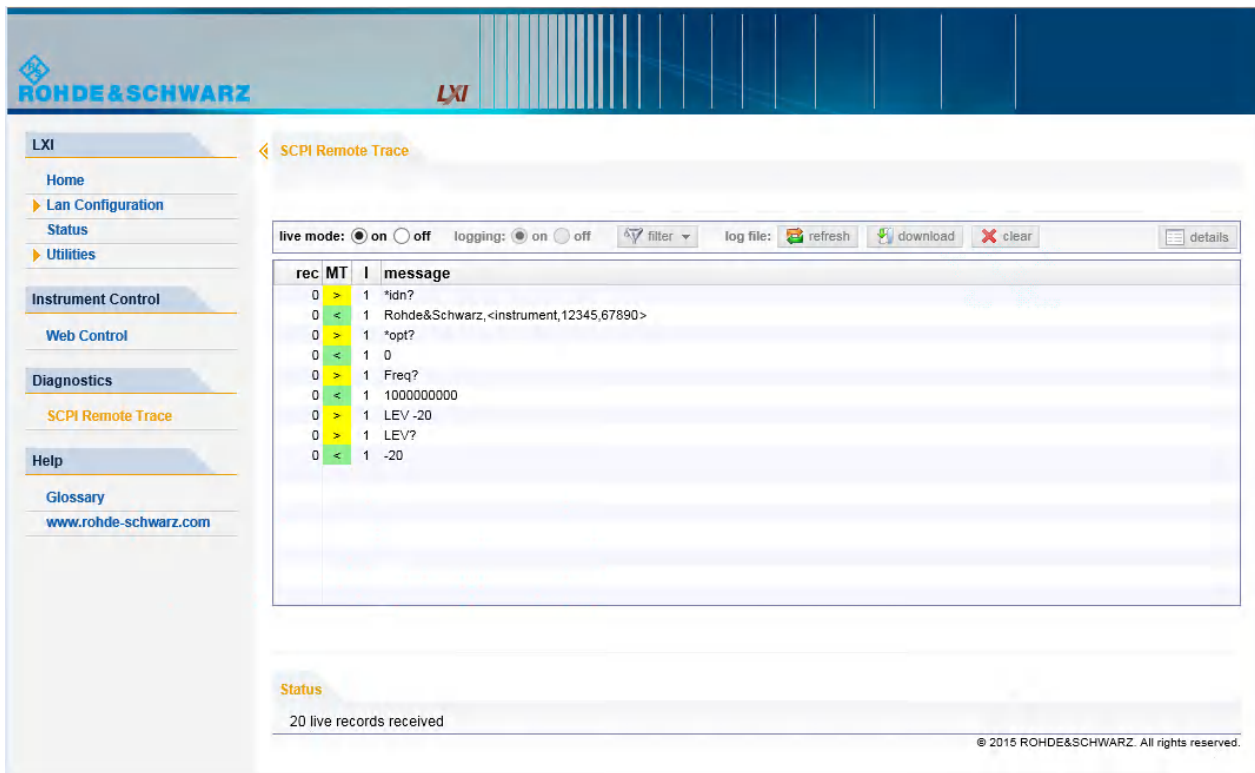 ROHDE&SCHWARZ
LXI
LXI
Home
Lan Configuration
Status
Utilities
Instrument Control
Web Control
Diagnostics
SCPI Remote Trace
Help
Glossary
www.rohde-schwarz.com
SCPI Remote Trace
live mode: on off logging: on off filter log file: refresh download clear details
rec MT I message
0 > 1 *idn?
0 < 1 Rohde&Schwarz,<instrument,12345,67890>
0 > 1 *opt?
0 < 1 0
0 > 1 Freq?
0 < 1 1000000000
0 > 1 LEV -20
0 > 1 LEV?
0 < 1 -20
Status
20 live records received
© 2015 ROHDE&SCHWARZ. All rights reserved.